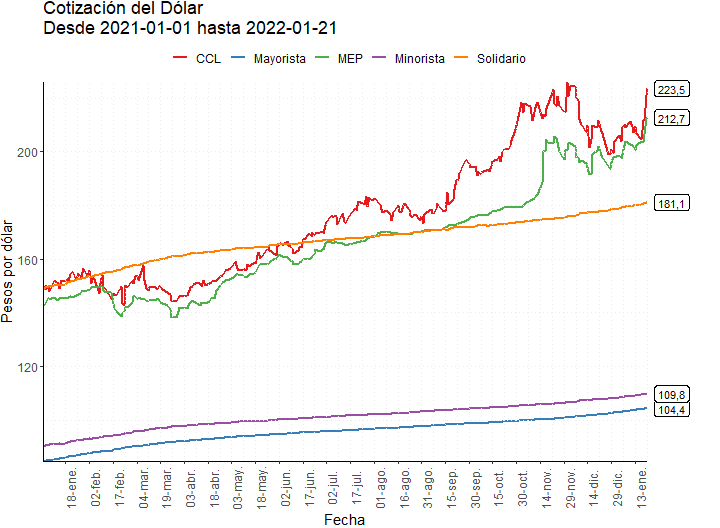 Cotización del Dólar
Desde 2021-01-01 hasta 2022-01-21
CCL Mayorista MEP Minorista Solidario
223,5
212,7
200
181,1
160
120
109,8
104,4
Pesos por dólar
18-ene. 02-feb. 17-feb. 04-mar. 19-mar. 03-abr. 18-abr. 03-may. 18-may. 02-jun. 17-jun. 02-jul. 17-jul. 01-ago. 16-ago. 31-ago. 15-sep. 30-sep. 15-oct. 30-oct. 14-nov. 29-nov. 14-dic. 29-dic. 13-ene.
Fecha